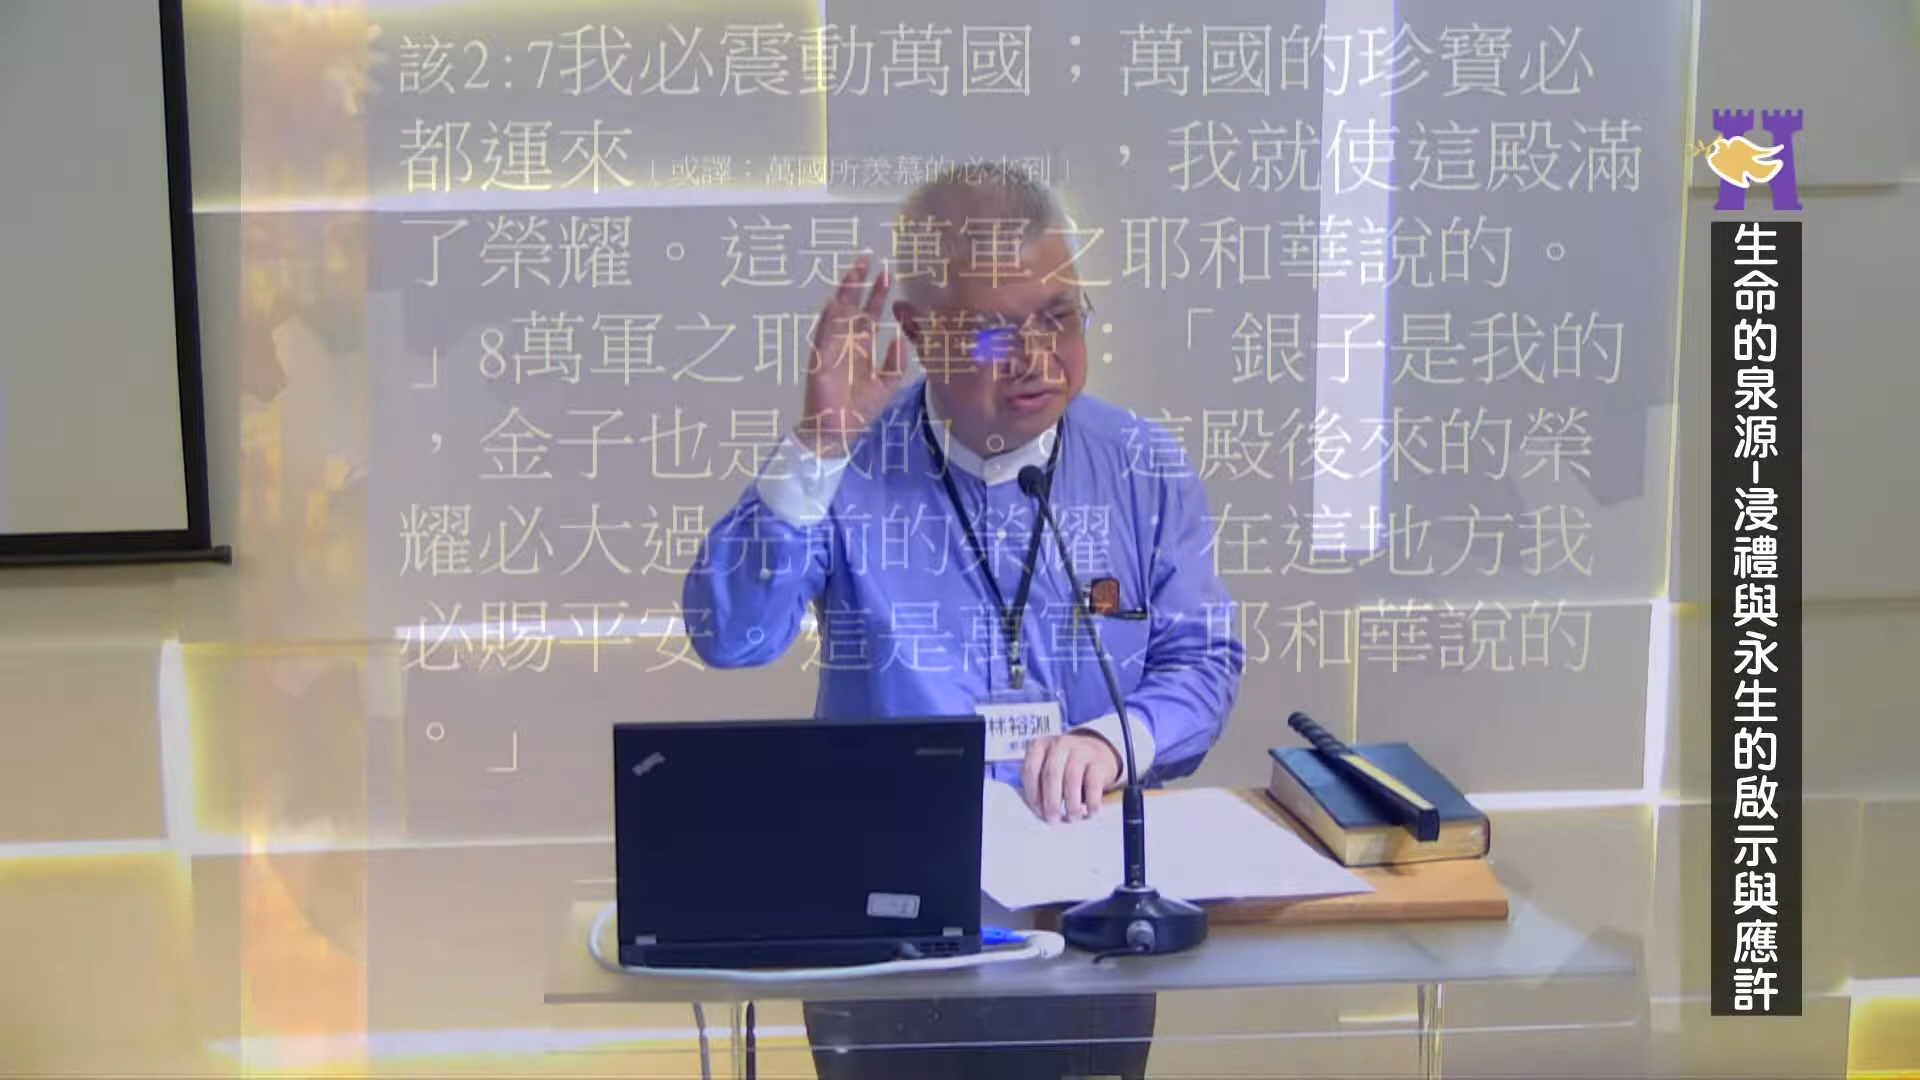 該2:7我必震動萬國；萬國的珍寶必
都運來〔或譯：萬國所羨慕的必來到〕，我就使這殿滿
了榮耀。這是萬軍之耶和華說的。
」8萬軍之耶和華說：「銀子是我的
，金子也是我的。。這殿後來的榮
耀必大過先前的榮耀；在這地方我
必賜平安。這是萬軍之耶和華說的
。」
林裕淵
生命的泉源-浸禮與永生的啟示與應許